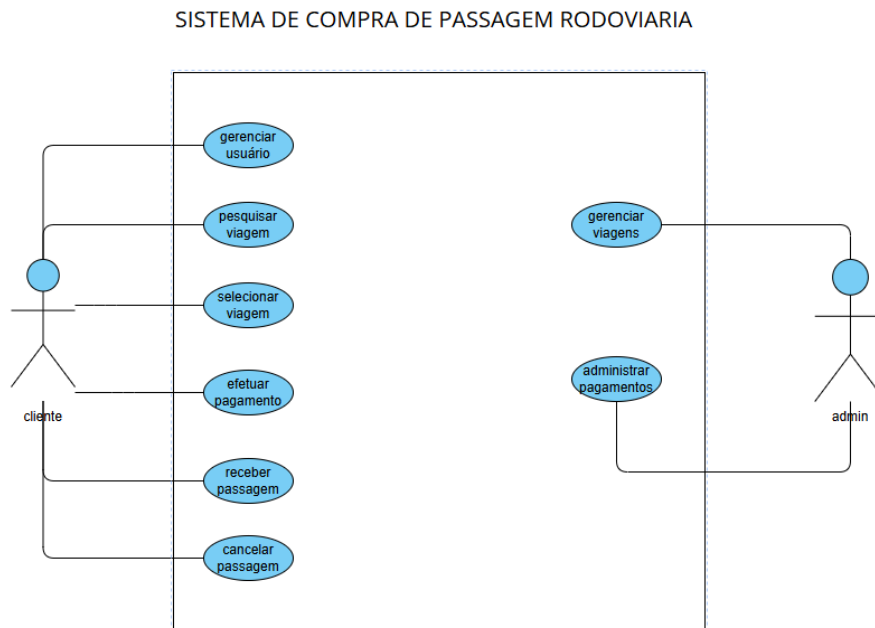 SISTEMA DE COMPRA DE PASSAGEM RODOVIARIA
gerenciar
usuário
pesquisar
viagem
gerenciar
viagens
selecionar
viagem
administrar
pagamentos
efetuar
pagamento
cliente
admin
receber
passagem
cancelar
passagem